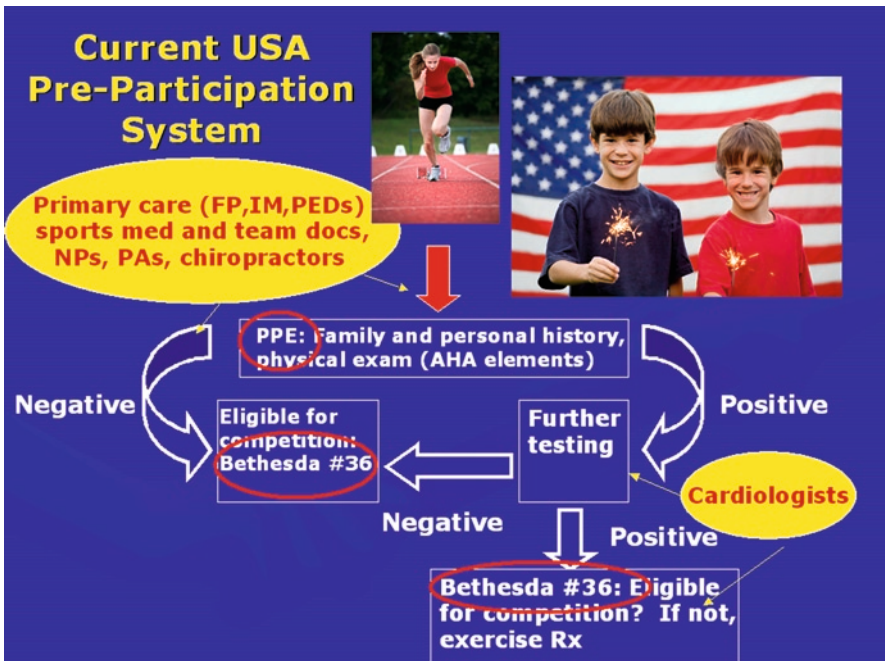 Current USA
Pre-Participation
System
Primary care (FP,IM,PEDs)
sports med and team docs,
NPs, PAs, chiropractors
PPE: Family and personal history,
physical exam (AHA elements)
Negative
Positive
Eligible for
competition:
Bethesda #36
Further
testing
Cardiologists
Negative
Positive
Bethesda #36: Eligible
for competition? If not,
exercise Rx